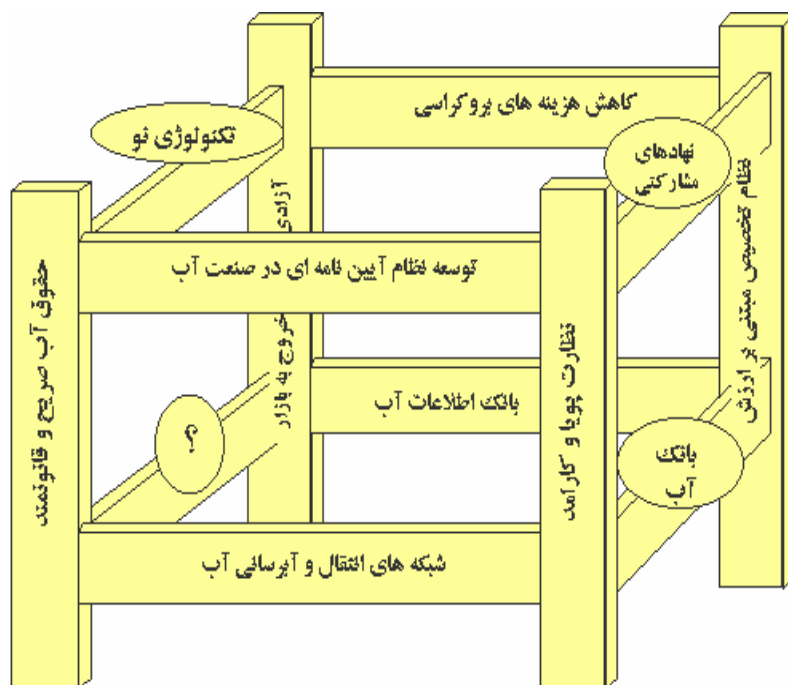 کاهش هزینه های بروکراسی
تکنولوژی نو
نهادهای
مشارکتی
آزادی
خروج به بازار
نظام تخصیص مبتنی بر ارزش
توسعه نظام آیین نامه ای در صنعت آب
حقوق آب صریح و قانونمند
نظارت پویا و کارامد
بانک اطلاعات آب
؟
بانک
آب
شبکه های انتقال و آبرسانی آب